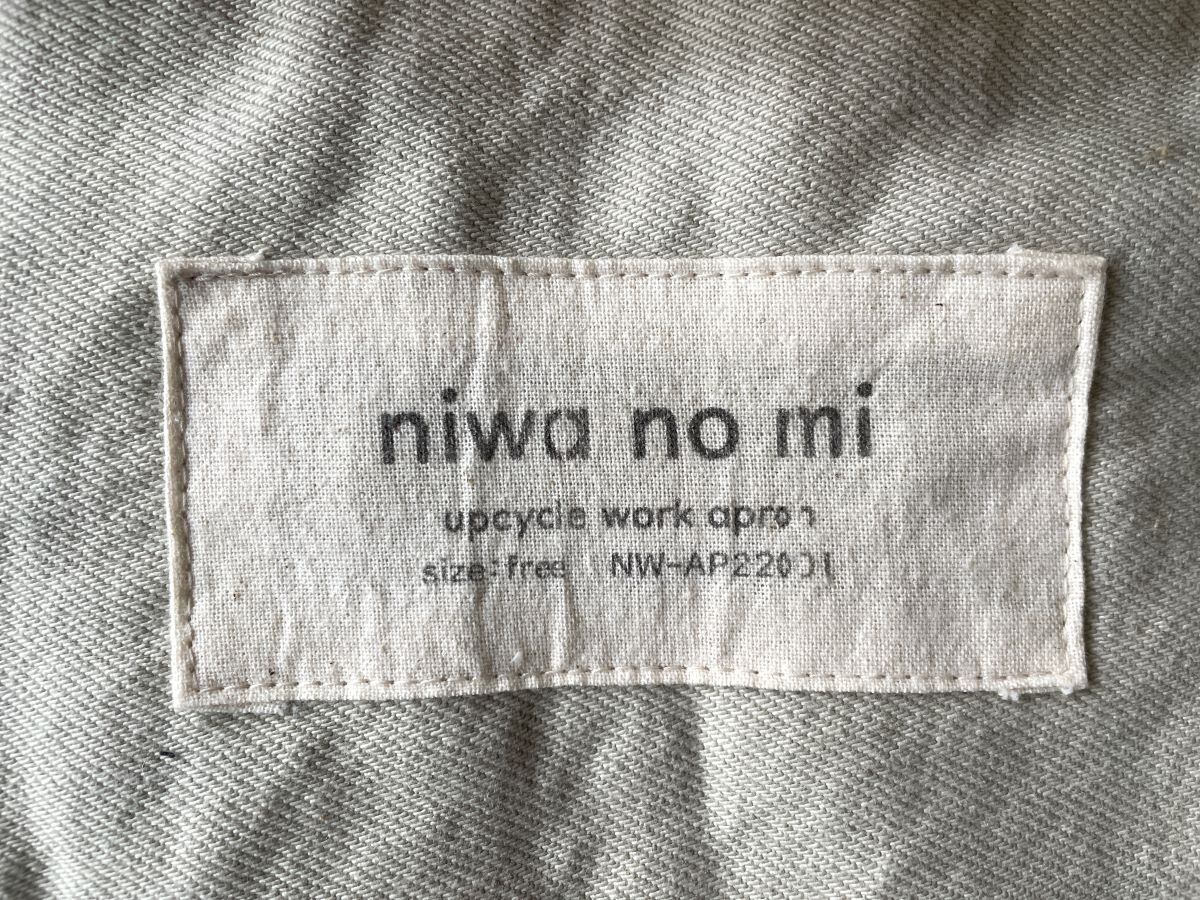 niwa no mi
upcycle work apron
size:free NW-AP22001